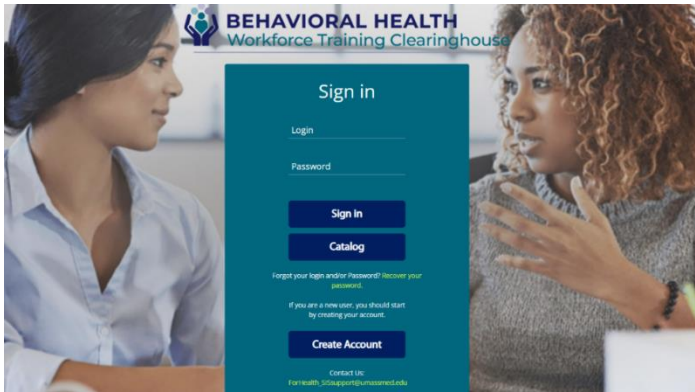 BEHAVIORAL HEALTH
Workforce Training Clearinghouse
Sign in
Login
Password
Sign In
Catalog
Forgot your login and/or Password? Recover your
password.
If you are a new user, you should start
by creating your account.
Create Account
Contact Us:
ForHealth_SISsupport@umassmed.edu